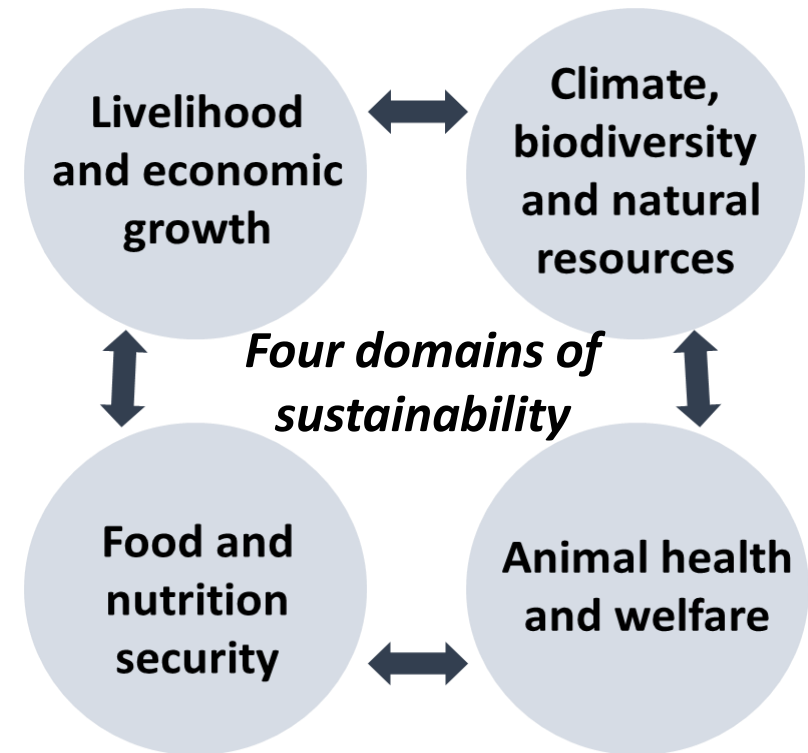 Livelihood
and economic
growth
Climate,
biodiversity
and natural
resources
Four domains of
sustainability
Food and
nutrition
security
Animal health
and welfare